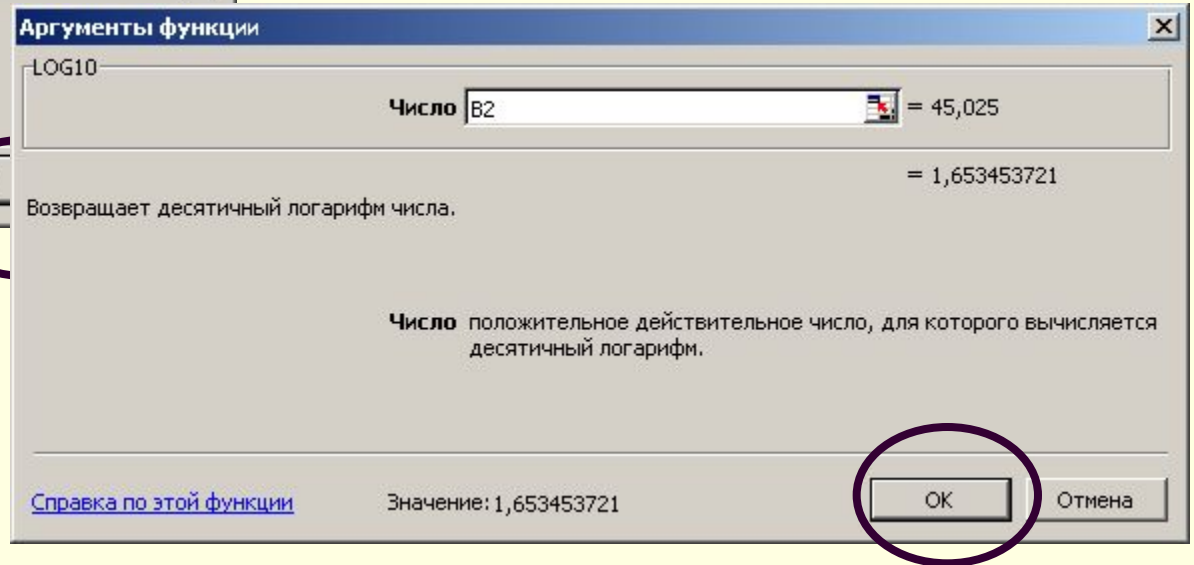 Аргументы функции
LOG10
Число B2 = 45,025
= 1,653453721
Возвращает десятичный логарифм числа.
Число положительное действительное число, для которого вычисляется
десятичный логарифм.
Справка по этой функции Значение: 1,653453721 OK Отмена